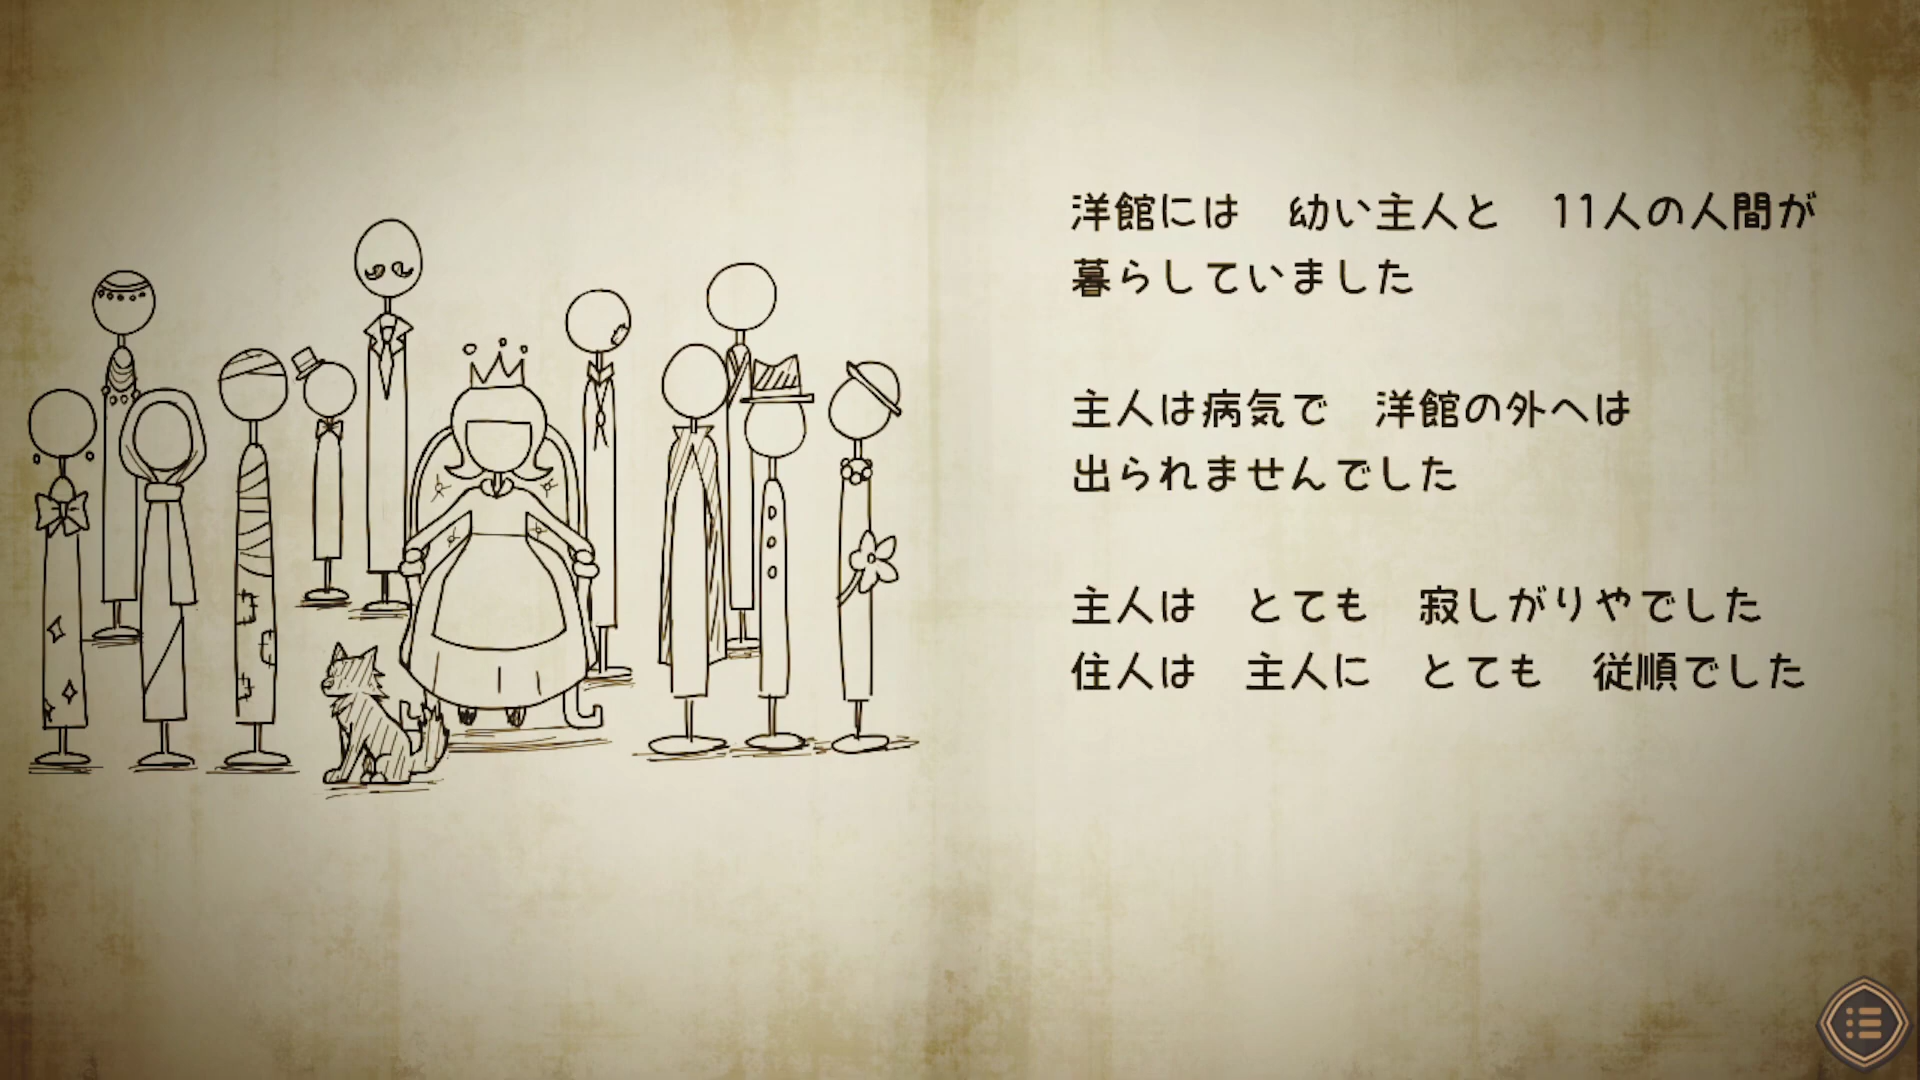 洋館には　幼い主人と　11人の人間が
暮らしていました
主人は病気で　洋館の外へは
出られませんでした
主人は　とても　寂しがりやでした
住人は　主人に　とても　従順でした